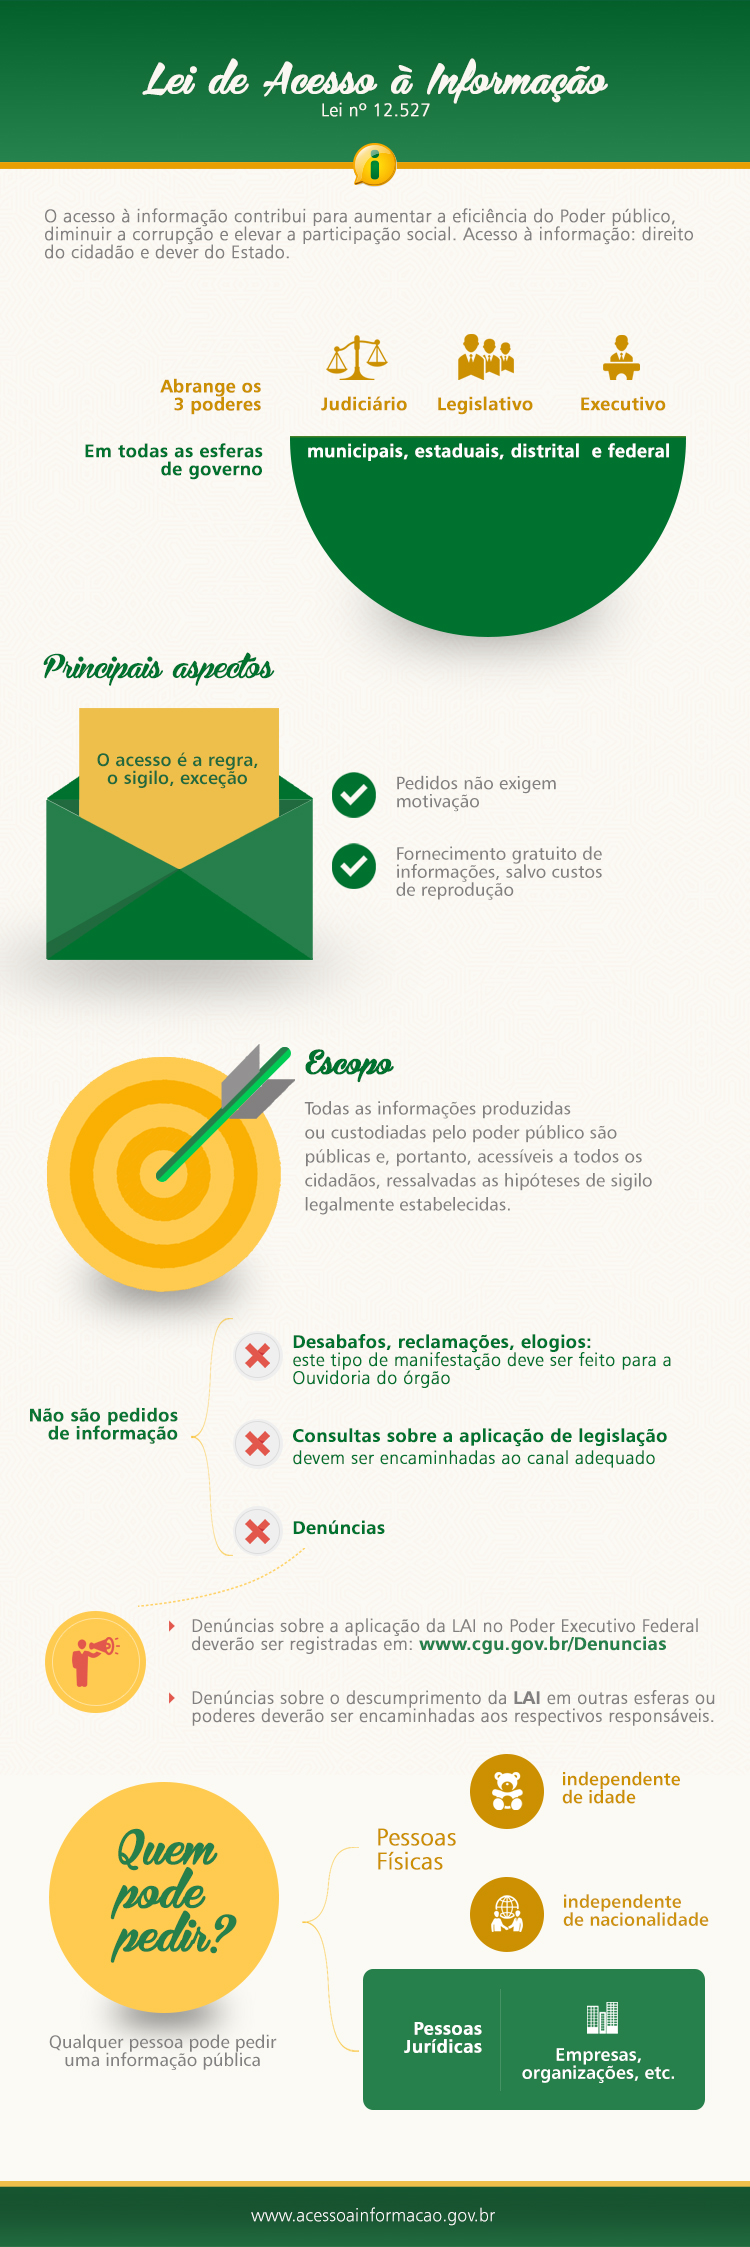 Lei de Acesso à Informação
Lei nº 12.527
O acesso à informação contribui para aumentar a eficiência do Poder público,
diminuir a corrupção e elevar a participação social. Acesso à informação: direito
do cidadão e dever do Estado.
Abrange os
3 poderes
Judiciário
Legislativo
Executivo
Em todas as esferas
de governo
municipais, estaduais, distrital e federal
Principais aspectos
O acesso é a regra,
o sigilo, exceção
Pedidos não exigem
motivação
Fornecimento gratuito de
informações, salvo custos
de reprodução
Escopo
Todas as informações produzidas
ou custodiadas pelo poder público são
públicas e, portanto, acessíveis a todos os
cidadãos, ressalvadas as hipóteses de sigilo
legalmente estabelecidas.
Não são pedidos
de informação
Desabafos, reclamações, elogios:
este tipo de manifestação deve ser feito para a
Ouvidoria do órgão
Consultas sobre a aplicação de legislação
devem ser encaminhadas ao canal adequado
Denúncias
Denúncias sobre a aplicação da LAI no Poder Executivo Federal
deverão ser registradas em: www.cgu.gov.br/Denuncias
Denúncias sobre o descumprimento da LAI em outras esferas ou
poderes deverão ser encaminhadas aos respectivos responsáveis.
Quem
pode
pedir?
Qualquer pessoa pode pedir
uma informação pública
Pessoas
Físicas
independente
de idade
independente
de nacionalidade
Pessoas
Jurídicas
Empresas,
organizações, etc.
www.acessoainformacao.gov.br